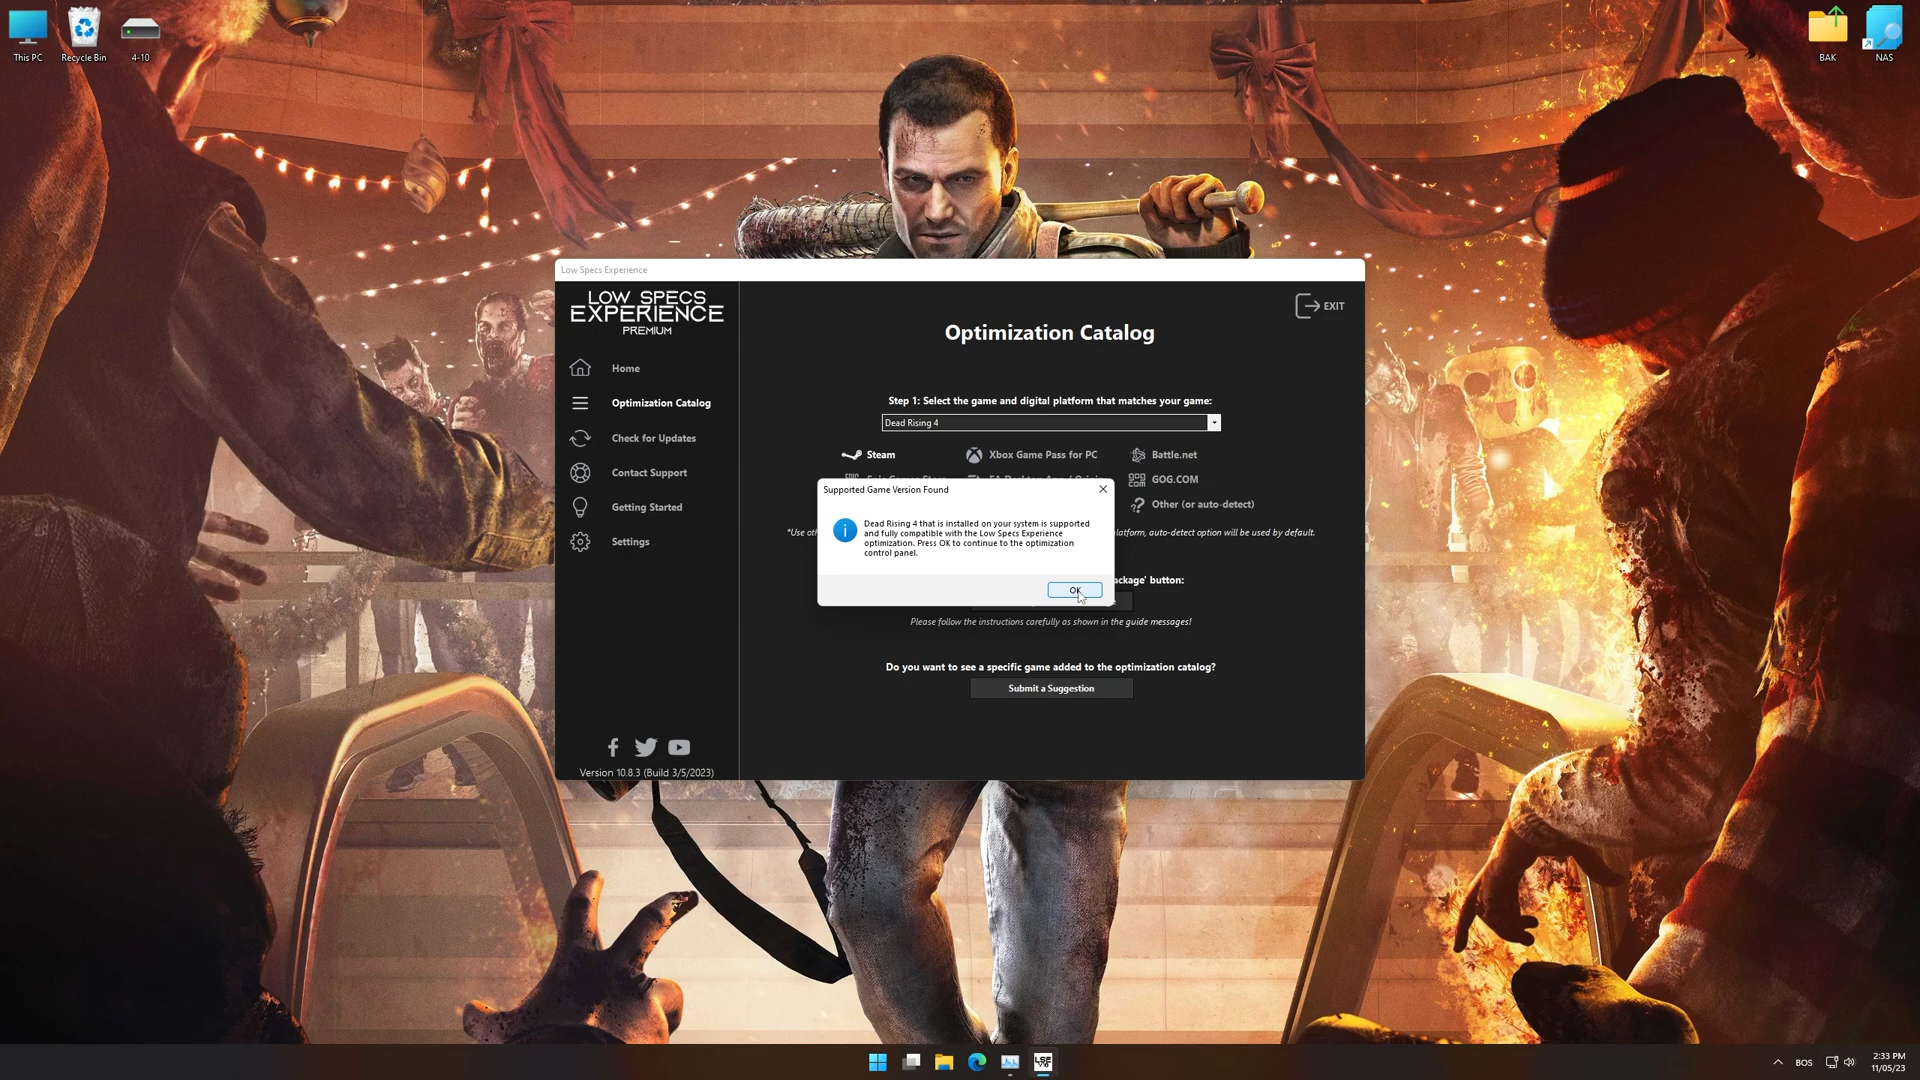 This PC
Recycle Bin
4-10
BAK
NAS
Low Specs Experience
LOW SPECS
EXPERIENCE
PREMIUM
EXIT
Optimization Catalog
Home
Optimization Catalog
Check for Updates
Contact Support
Getting Started
Settings
Step 1: Select the game and digital platform that matches your game:
Dead Rising 4
Steam
Xbox Game Pass for PC
Battle.net
GOG.COM
Other (or auto-detect)
Supported Game Version Found
Dead Rising 4 that is installed on your system is supported
and fully compatible with the Low Specs Experience
optimization. Press OK to continue to the optimization
control panel.
OK
*Use
platform, auto-detect option will be used by default.
button:
Please follow the instructions carefully as shown in the guide messages!
Do you want to see a specific game added to the optimization catalog?
Submit a Suggestion
Version 10.8.3 (Build 3/5/2023)
LSE
BOS
2:33 PM
11/05/23